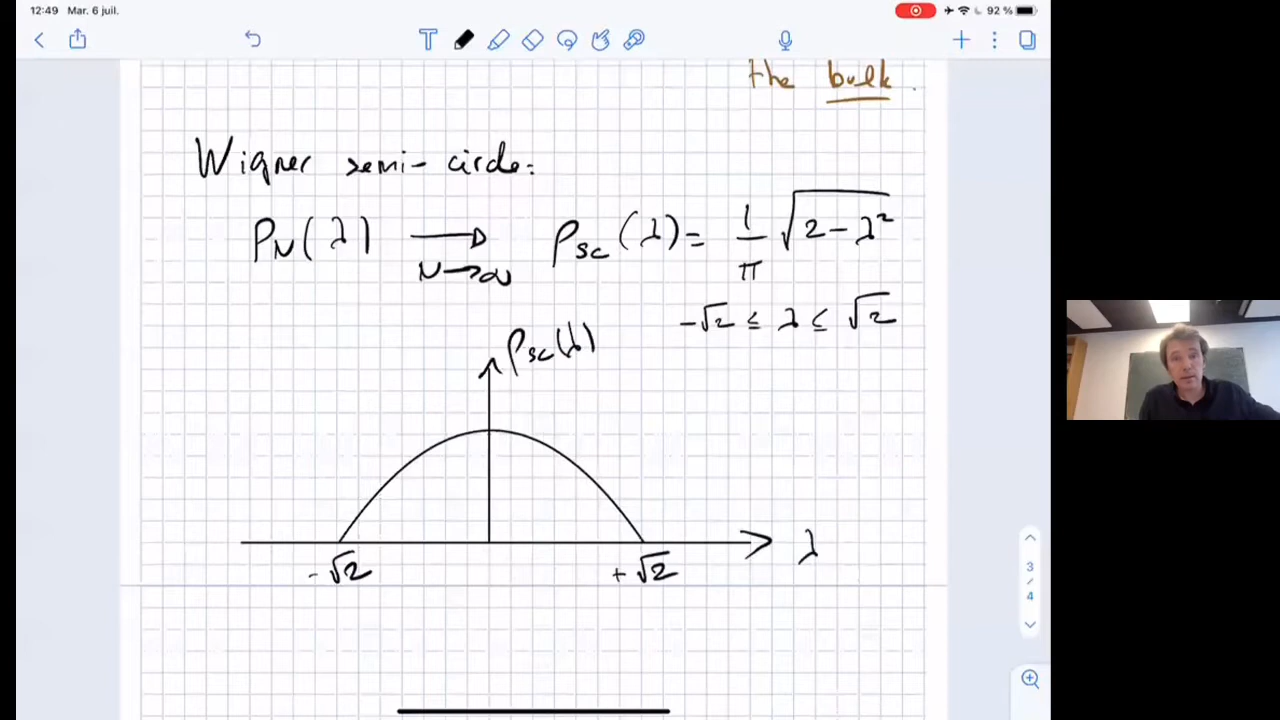 12:49 Mar. 6 juil. 92 %
T
the bulk.
Wigner semi-circle:
ρN(λ) → N→∞ ρsc(λ) = 1/π √(2-λ²)
-√2 ≤ λ ≤ √2
ρsc(λ)
-√2 +√2 λ
3
/
4